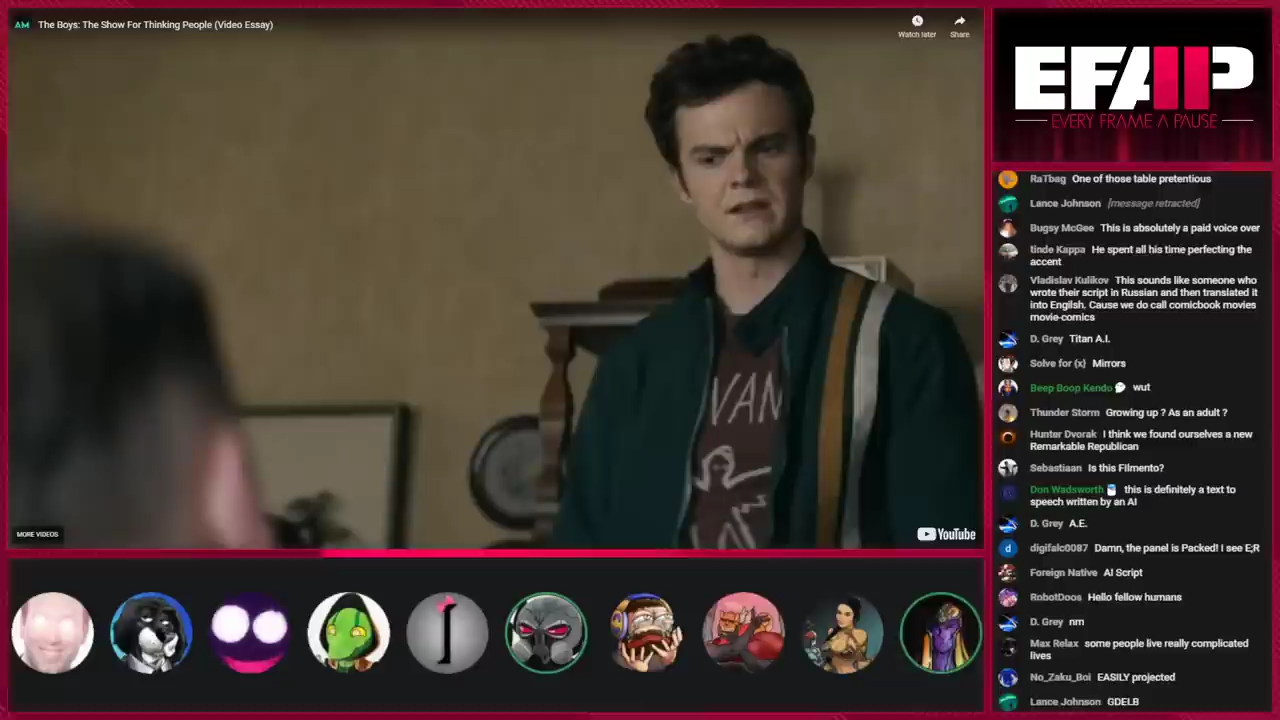 AM The Boys: The Show For Thinking People (Video Essay)
Watch later
Share
VAN
MORE VIDEOS
YouTube
EFAP
EVERY FRAME A PAUSE
RaTbag One of those table pretentious
Lance Johnson [message retracted]
Bugsy McGee This is absolutely a paid voice over
tinde Kappa He spent all his time perfecting the
accent
Vladislav Kulikov This sounds like someone who
wrote their script in Russian and then translated it
into Engilsh. Cause we do call comicbook movies
movie-comics
D. Grey Titan A.I.
Solve for {x} Mirrors
Beep Boop Kendo wut
Thunder Storm Growing up ? As an adult ?
Hunter Dvorak I think we found ourselves a new
Remarkable Republican
Sebastiaan Is this Filmento?
Don Wadsworth this is definitely a text to
speech written by an AI
D. Grey A.E.
d digifalc0087 Damn, the panel is Packed! I see E;R
Foreign Native AI Script
RobotDoos Hello fellow humans
D. Grey nm
Max Relax some people live really complicated
lives
No_Zaku_Boi EASILY projected
Lance Johnson GDELB